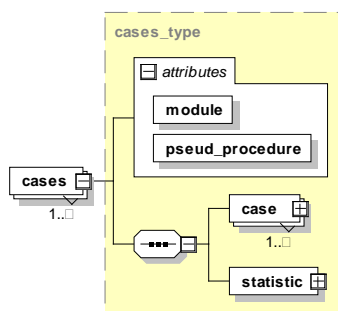 cases_type
attributes
module
pseud_procedure
cases
1..□
case
1..□
statistic